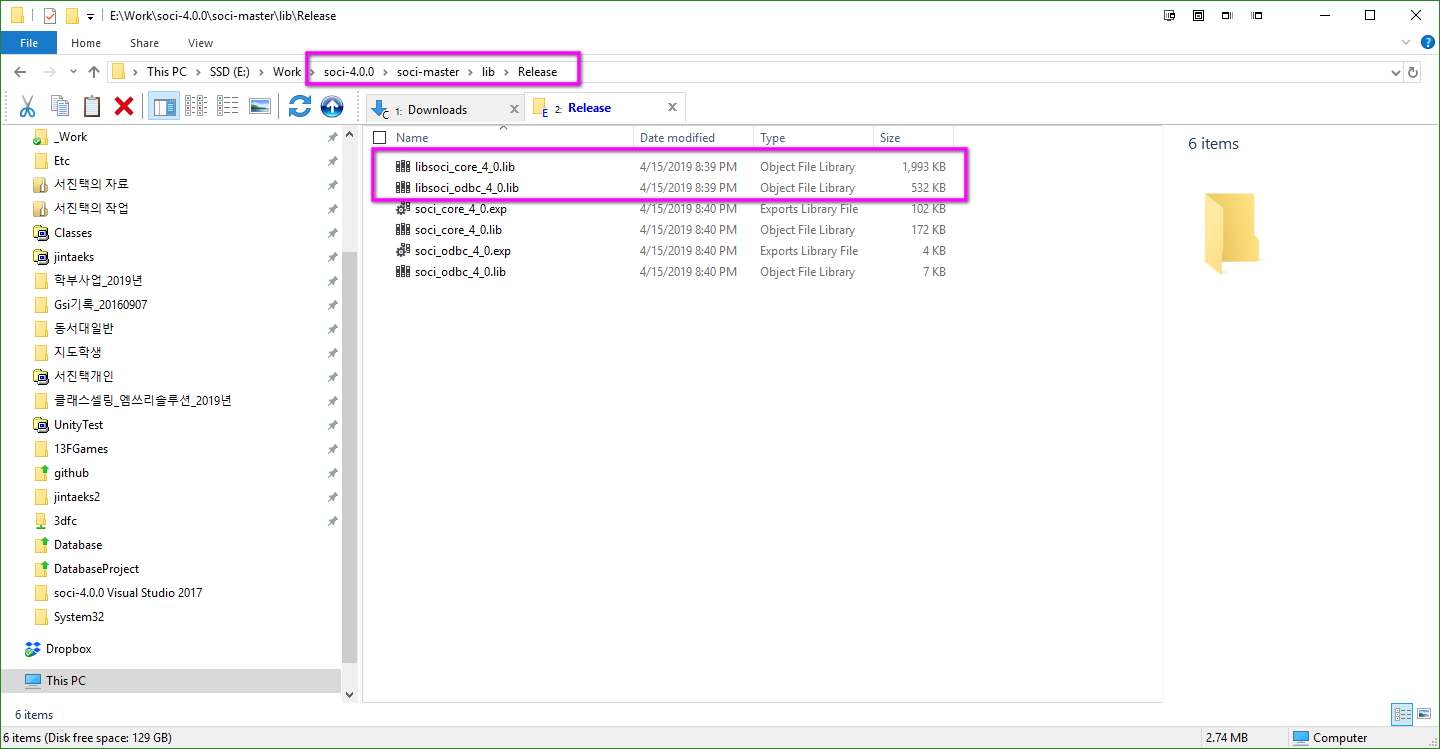 E:\Work\soci-4.0.0\soci-master\lib\Release
File Home Share View
This PC > SSD (E:) > Work > soci-4.0.0 > soci-master > lib > Release
C 1: Downloads
E 2: Release
_Work
Etc
서진택의 자료
서진택의 작업
Classes
jintaeks
학부사업_2019년
Gsi기록_20160907
동서대일반
지도학생
서진택개인
클래스셀링_엠쓰리솔루션_2019년
UnityTest
13FGames
github
jintaeks2
3dfc
Database
DatabaseProject
soci-4.0.0 Visual Studio 2017
System32
Dropbox
This PC
Name Date modified Type Size
libsoci_core_4_0.lib 4/15/2019 8:39 PM Object File Library 1,993 KB
libsoci_odbc_4_0.lib 4/15/2019 8:39 PM Object File Library 532 KB
soci_core_4_0.exp 4/15/2019 8:40 PM Exports Library File 102 KB
soci_core_4_0.lib 4/15/2019 8:40 PM Object File Library 172 KB
soci_odbc_4_0.exp 4/15/2019 8:40 PM Exports Library File 4 KB
soci_odbc_4_0.lib 4/15/2019 8:40 PM Object File Library 7 KB
6 items
6 items
6 items (Disk free space: 129 GB) 2.74 MB Computer